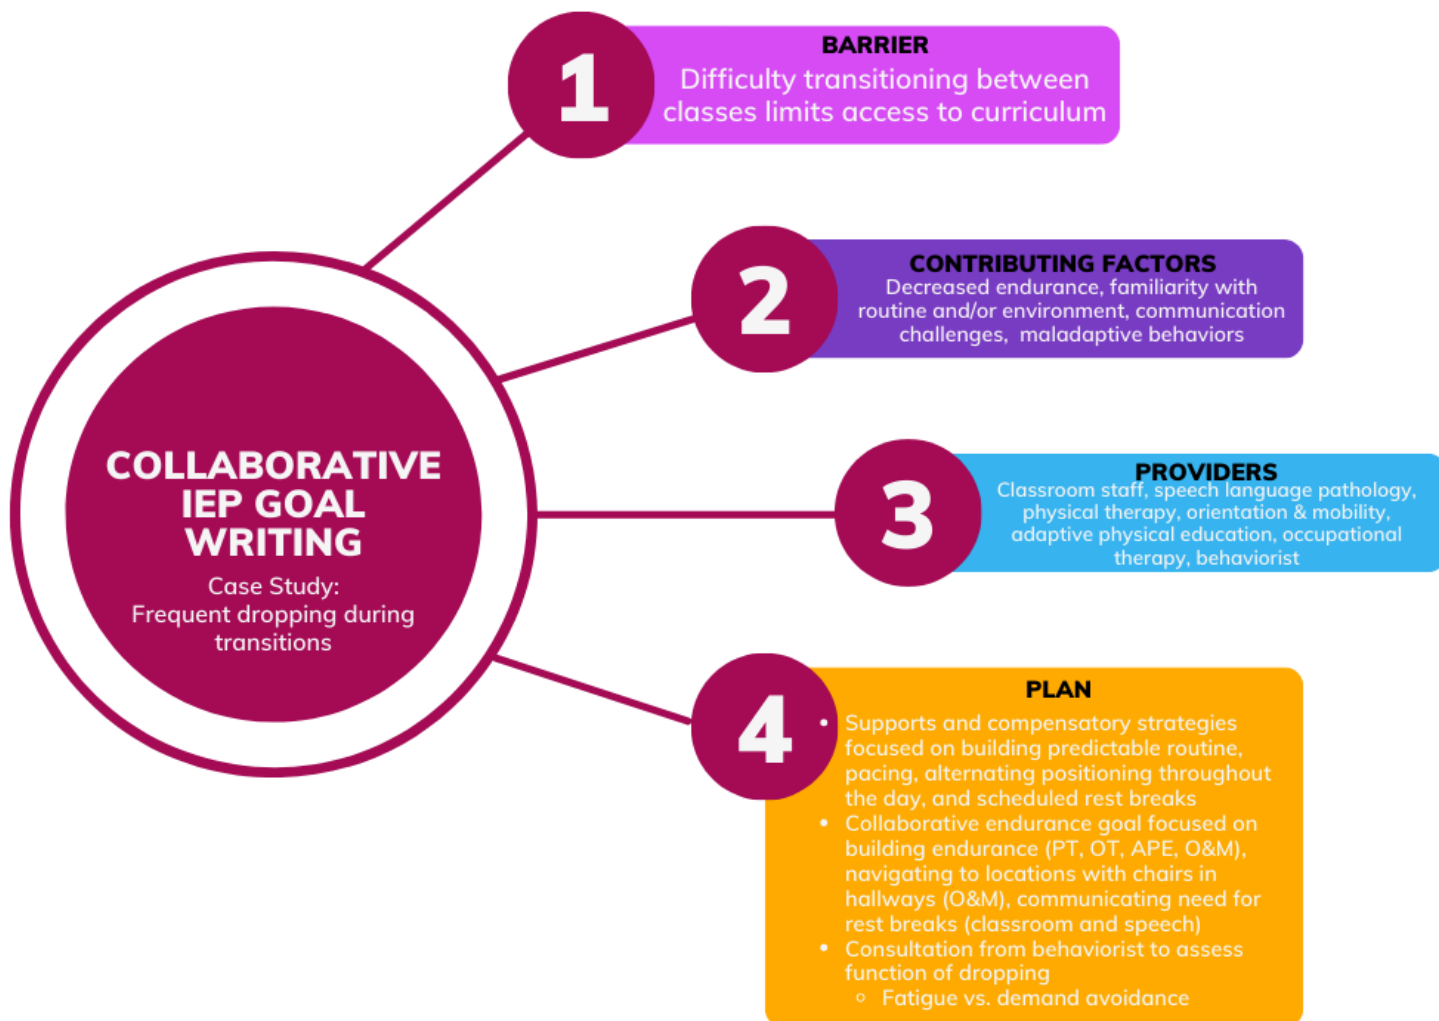 COLLABORATIVE
IEP GOAL
WRITING
Case Study:
Frequent dropping during
transitions
1
BARRIER
Difficulty transitioning between
classes limits access to curriculum
2
CONTRIBUTING FACTORS
Decreased endurance, familiarity with
routine and/or environment, communication
challenges, maladaptive behaviors
3
PROVIDERS
Classroom staff, speech language pathology,
physical therapy, orientation & mobility,
adaptive physical education, occupational
therapy, behaviorist
4
PLAN
• Supports and compensatory strategies
focused on building predictable routine,
pacing, alternating positioning throughout
the day, and scheduled rest breaks
• Collaborative endurance goal focused on
building endurance (PT, OT, APE, O&M),
navigating to locations with chairs in
hallways (O&M), communicating need for
rest breaks (classroom and speech)
• Consultation from behaviorist to assess
function of dropping
◦ Fatigue vs. demand avoidance